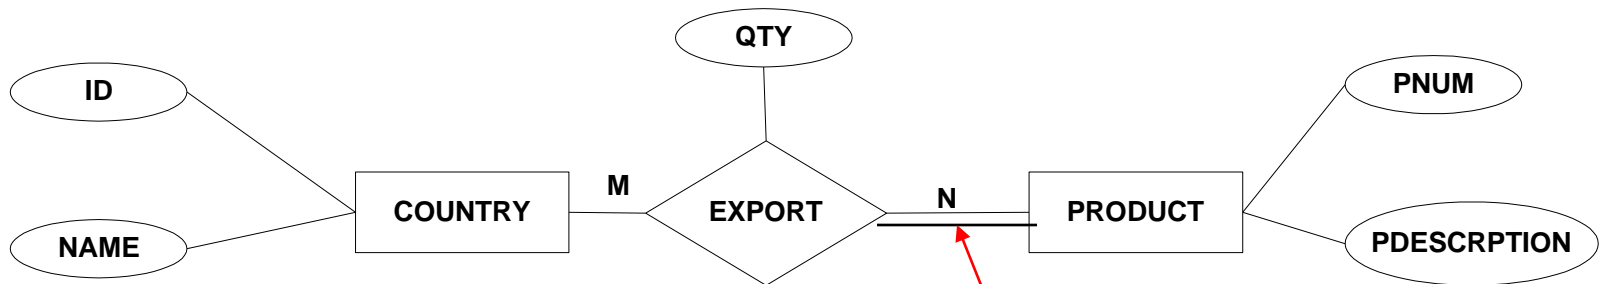 QTY
ID
PNUM
M
N
COUNTRY
EXPORT
PRODUCT
NAME
PDESCRPTION